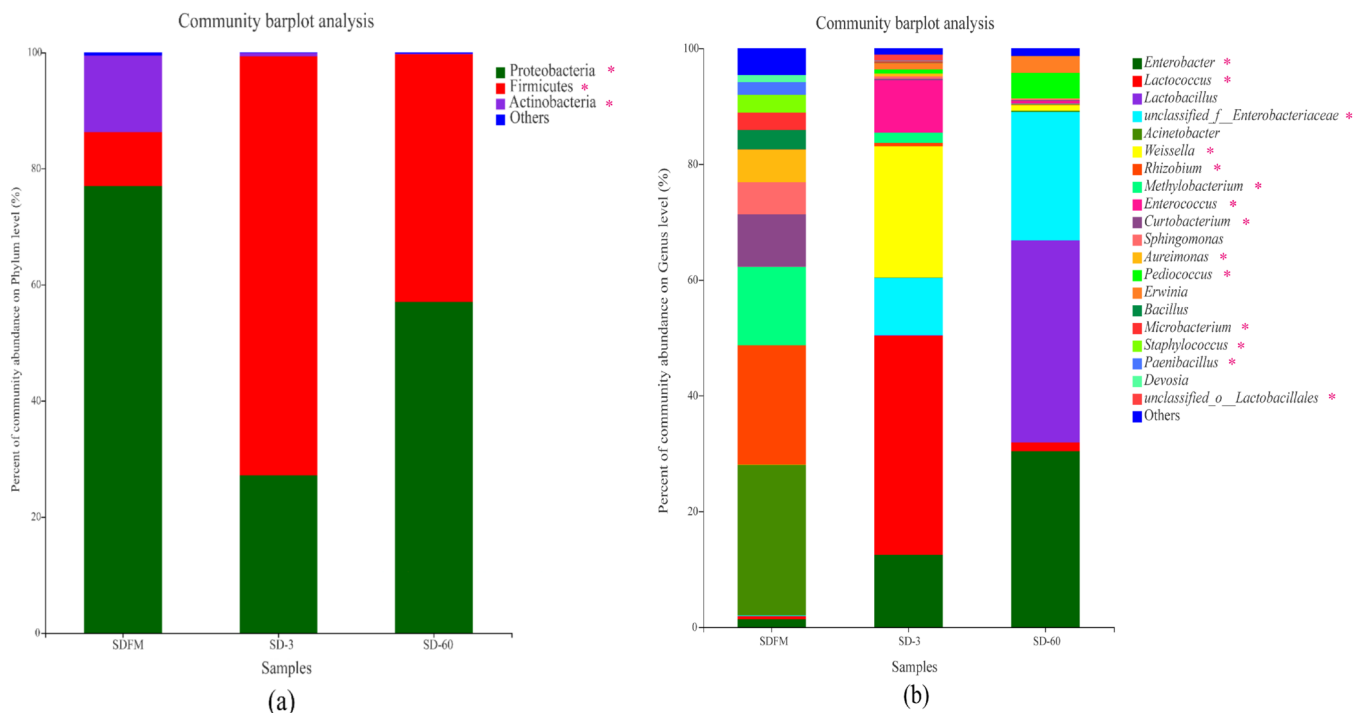 Community barplot analysis
Percent of community abundance on Phylum level (%)
100
80
60
40
20
0
SDFM
SD-3
SD-60
Samples
Proteobacteria *
Firmicutes *
Actinobacteria *
Others
(a)
Community barplot analysis
Percent of community abundance on Genus level (%)
100
80
60
40
20
0
SDFM
SD-3
SD-60
Samples
Enterobacter *
Lactococcus *
Lactobacillus
unclassified_f__Enterobacteriaceae *
Acinetobacter
Weissella *
Rhizobium *
Methylobacterium *
Enterococcus *
Curtobacterium *
Sphingomonas
Aureimonas *
Pediococcus *
Erwinia
Bacillus
Microbacterium *
Staphylococcus *
Paenibacillus *
Devosia
unclassified_o__Lactobacillales *
Others
(b)